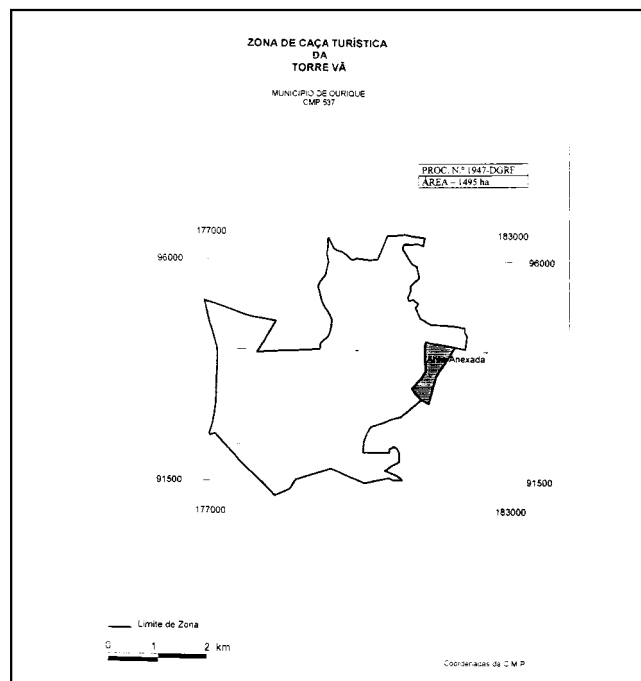 ZONA DE CAÇA TURÍSTICA
DA
TORRE VÃ
MUNICÍPIO DE OURIQUE
CMP 537
PROC. N.º 1947-DGRF
ÁREA – 1495 ha
177000
183000
96000
96000
Área Anexada
91500
91500
177000
183000
Limite de Zona
0 1 2 km
Coordenadas da C.M.P